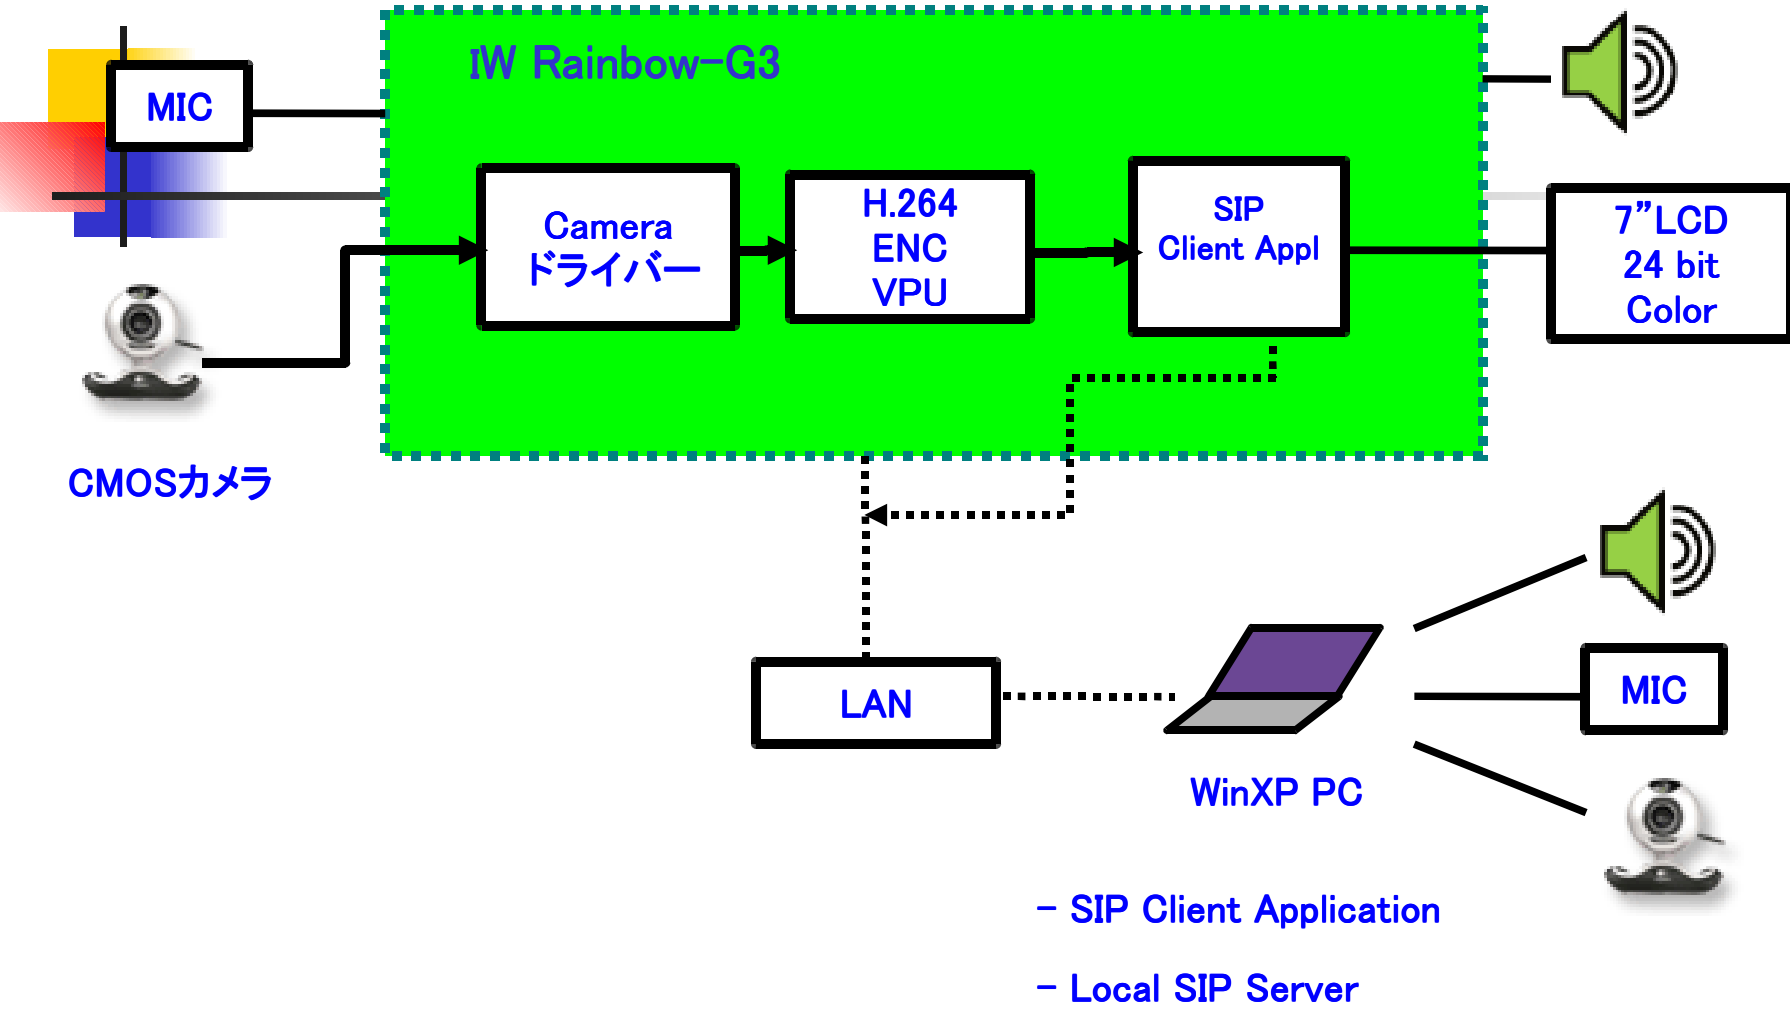 IW Rainbow-G3
MIC
Camera
ドライバー
H.264
ENC
VPU
SIP
Client Appl
7”LCD
24 bit
Color
CMOSカメラ
LAN
MIC
WinXP PC
- SIP Client Application
- Local SIP Server